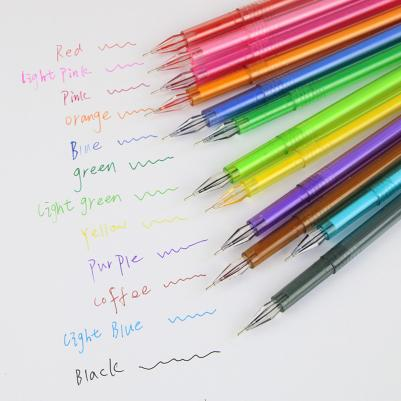 Red
light Pink
Pink
orange
Blue
green
light green
Yellow
Purple
coffee
light Blue
Black